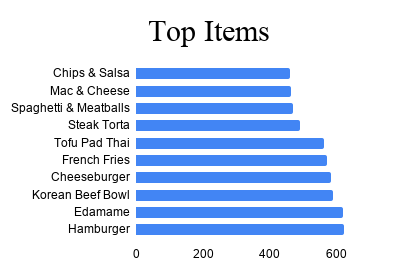 Top Items
Chips & Salsa
Mac & Cheese
Spaghetti & Meatballs
Steak Torta
Tofu Pad Thai
French Fries
Cheeseburger
Korean Beef Bowl
Edamame
Hamburger
0 200 400 600